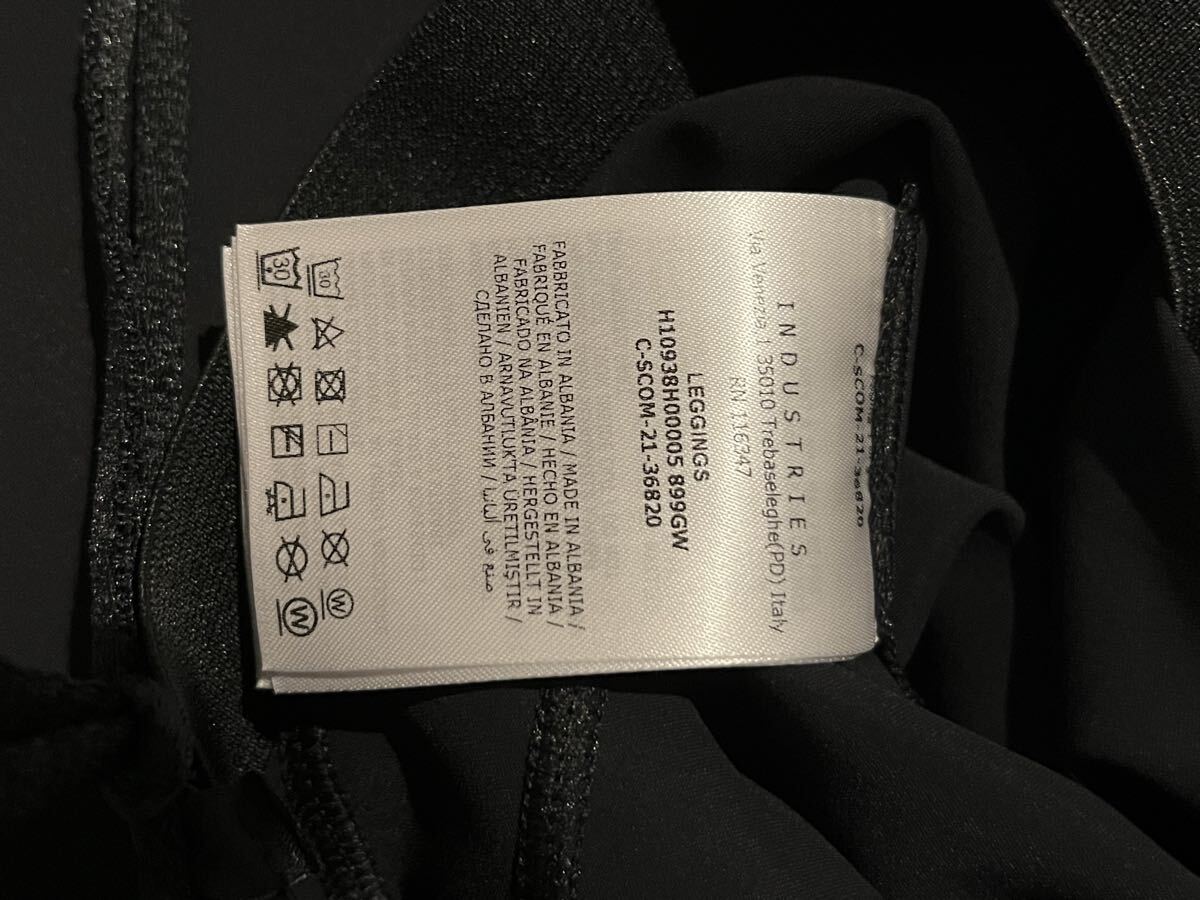 C-SCOM-21-36820
INDUSTRIES
Via Venezia 1 35010 Trebaseleghe(PD) Italy
RN 116347
LEGGINGS
H10938H00005 899GW
C-SCOM-21-36820
FABBRICATO IN ALBANIA / MADE IN ALBANIA /
FABRIQUÉ EN ALBANIE / HECHO EN ALBANIA /
FABRICADO NA ALBÂNIA / HERGESTELLT IN
ALBANIEN / ARNAVUTLUKTA ÜRETILMIŞTIR /
СДЕЛАНО В АЛБАНИИ / صنع في ألبانيا
30
W
30
W